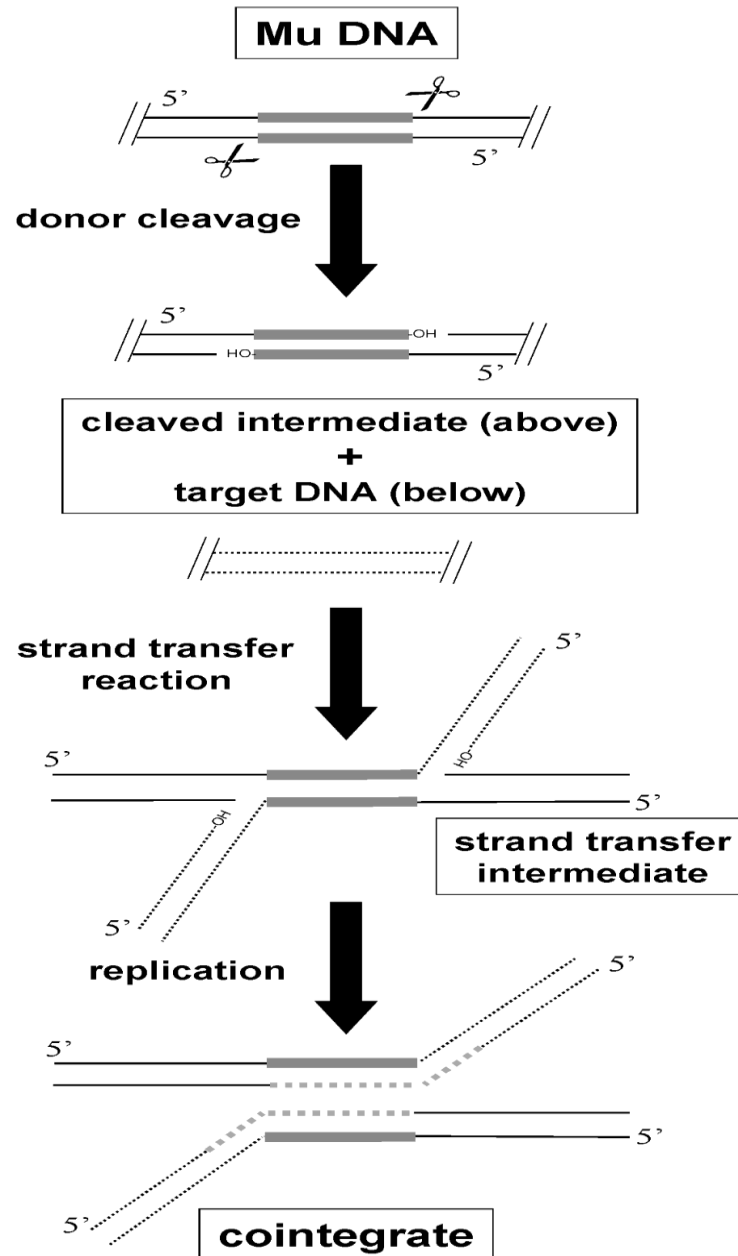 Mu DNA
5’
5’
donor cleavage
5’
OH
HO
5’
cleaved intermediate (above)
+
target DNA (below)
strand transfer
reaction
5’
HO
5’
OH
5’
strand transfer
intermediate
5’
replication
5’
5’
5’
5’
cointegrate